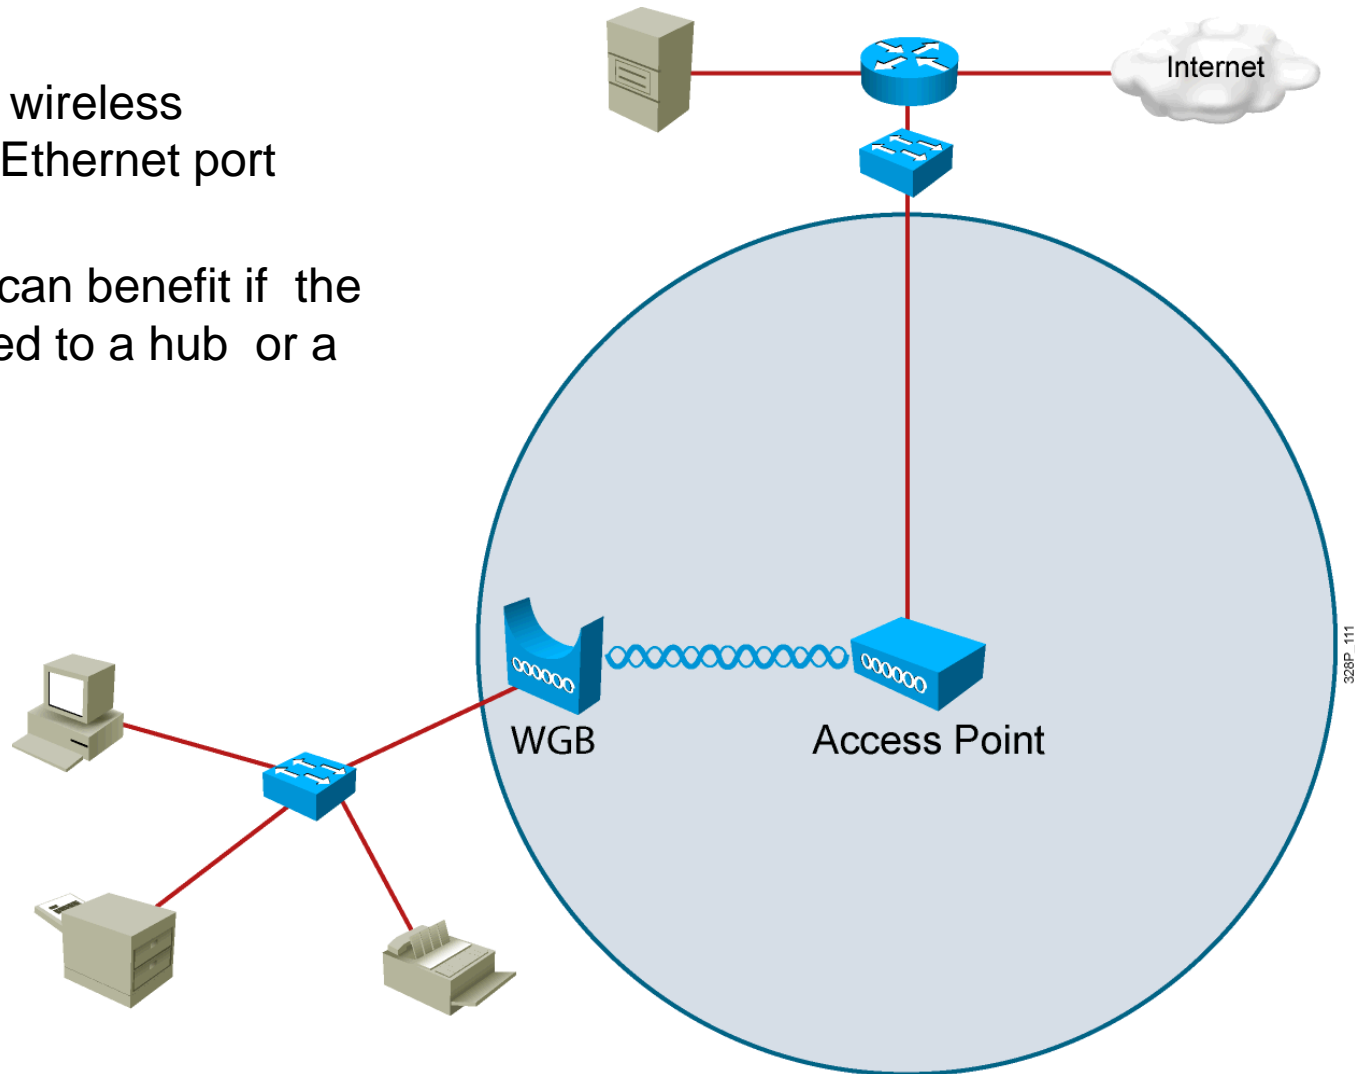 wireless
Ethernet port
can benefit if the
ed to a hub or a
Internet
WGB
Access Point
328P_111